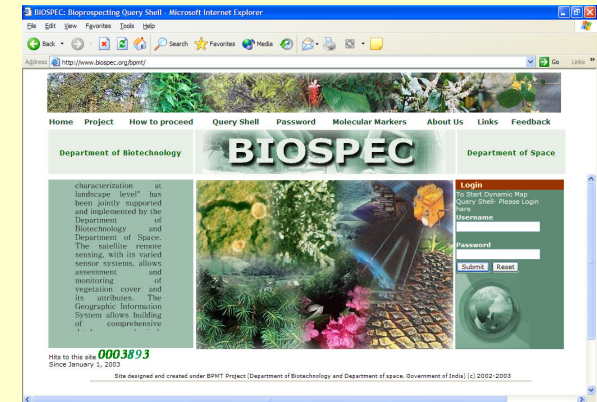 BIOSPEC: Bioprospecting Query Shell - Microsoft Internet Explorer
File Edit View Favorites Tools Help
Back Search Favorites Media
Address http://www.biospec.org/bpmt/ Go Links »
Home Project How to proceed Query Shell Password Molecular Markers About Us Links Feedback
Department of Biotechnology BIOSPEC Department of Space
characterization at
landscape level" has
been jointly supported
and implemented by the
Department of
Biotechnology and
Department of Space.
The satellite remote
sensing, with its varied
sensor systems, allows
assessment and
monitoring of
vegetation cover and
its attributes. The
Geographic Information
System allows building
of comprehensive
Login
To Start Dynamic Map
Query Shell- Please Login
here
Username
Password
Submit Reset
Hits to this site 0003893
Since January 1, 2003
Site designed and created under BPMT Project (Department of Biotechnology and Department of space, Government of India) (c) 2002-2003